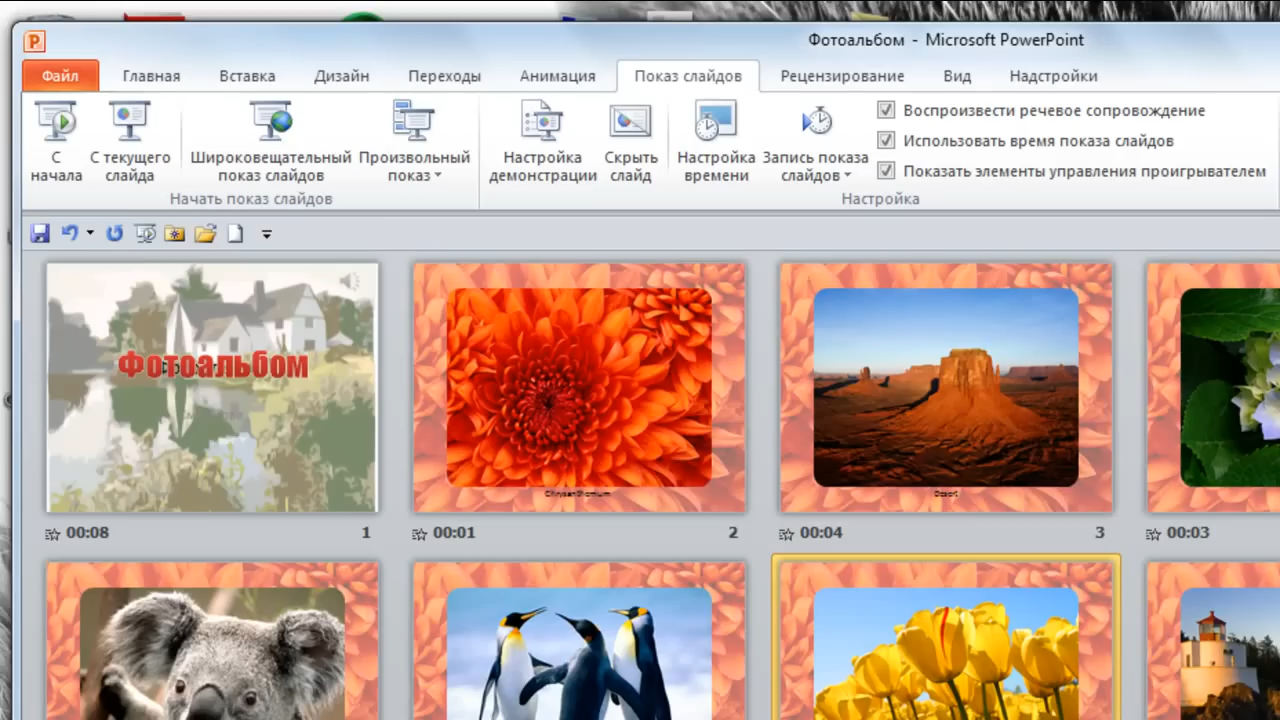 Фотоальбом - Microsoft PowerPoint
Файл Главная Вставка Дизайн Переходы Анимация Показ слайдов Рецензирование Вид Надстройки
С начала
С текущего слайда
Широковещательный показ слайдов
Произвольный показ
Настройка демонстрации
Скрыть слайд
Настройка времени
Запись показа слайдов
Воспроизвести речевое сопровождение
Использовать время показа слайдов
Показать элементы управления проигрывателем
Начать показ слайдов
Настройка
Фотоальбом
Chrysanthemum
Desert
00:08 1
00:01 2
00:04 3
00:03